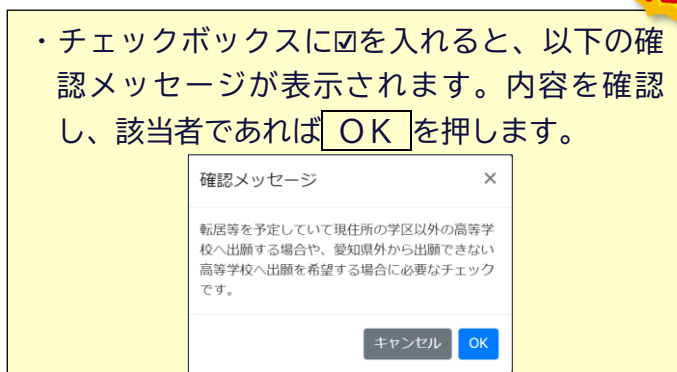 ・チェックボックスに☑を入れると、以下の確
認メッセージが表示されます。内容を確認
し、該当者であれば ＯＫ を押します。
確認メッセージ ×
転居等を予定していて現住所の学区以外の高等学
校へ出願する場合や、愛知県外から出願できない
高等学校へ出願を希望する場合に必要なチェック
です。
キャンセル OK